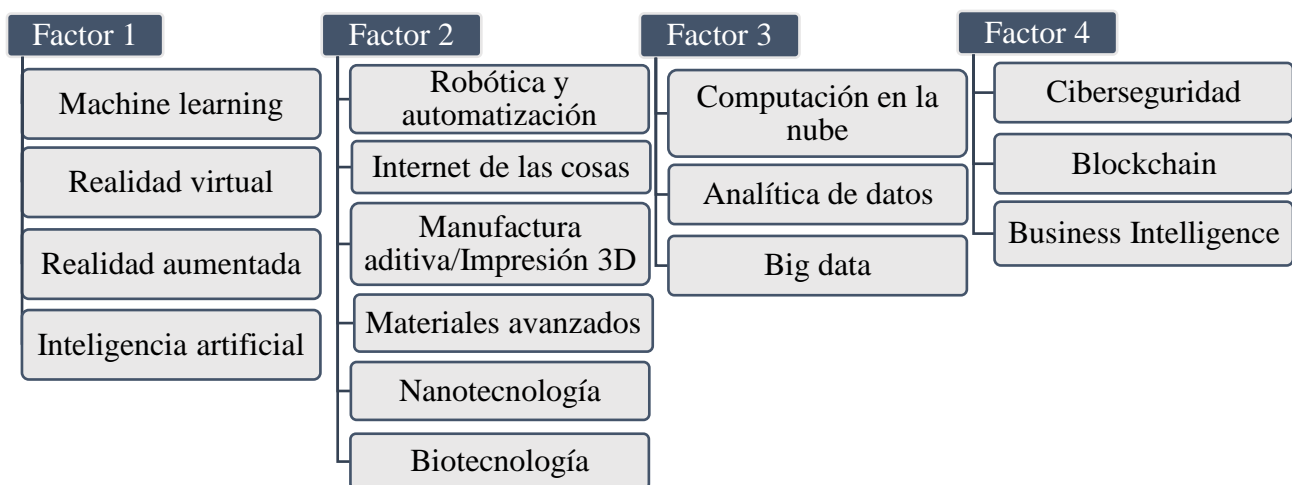 Factor 1
Machine learning
Realidad virtual
Realidad aumentada
Inteligencia artificial
Factor 2
Robótica y
automatización
Internet de las cosas
Manufactura
aditiva/Impresión 3D
Materiales avanzados
Nanotecnología
Biotecnología
Factor 3
Computación en la
nube
Analítica de datos
Big data
Factor 4
Ciberseguridad
Blockchain
Business Intelligence